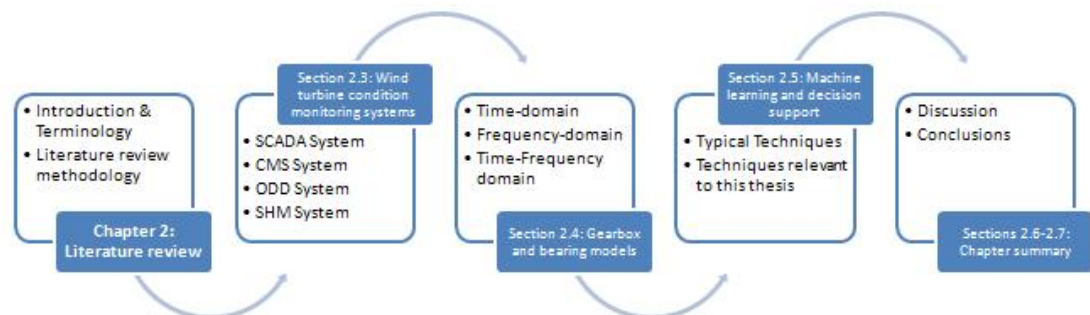 • Introduction &
Terminology
• Literature review
methodology
Chapter 2:
Literature review
Section 2.3: Wind
turbine condition
monitoring systems
• SCADA System
• CMS System
• ODD System
• SHM System
• Time-domain
• Frequency-domain
• Time-Frequency
domain
Section 2.4: Gearbox
and bearing models
Section 2.5: Machine
learning and decision
support
• Typical Techniques
• Techniques relevant
to this thesis
• Discussion
• Conclusions
Sections 2.6-2.7:
Chapter summary